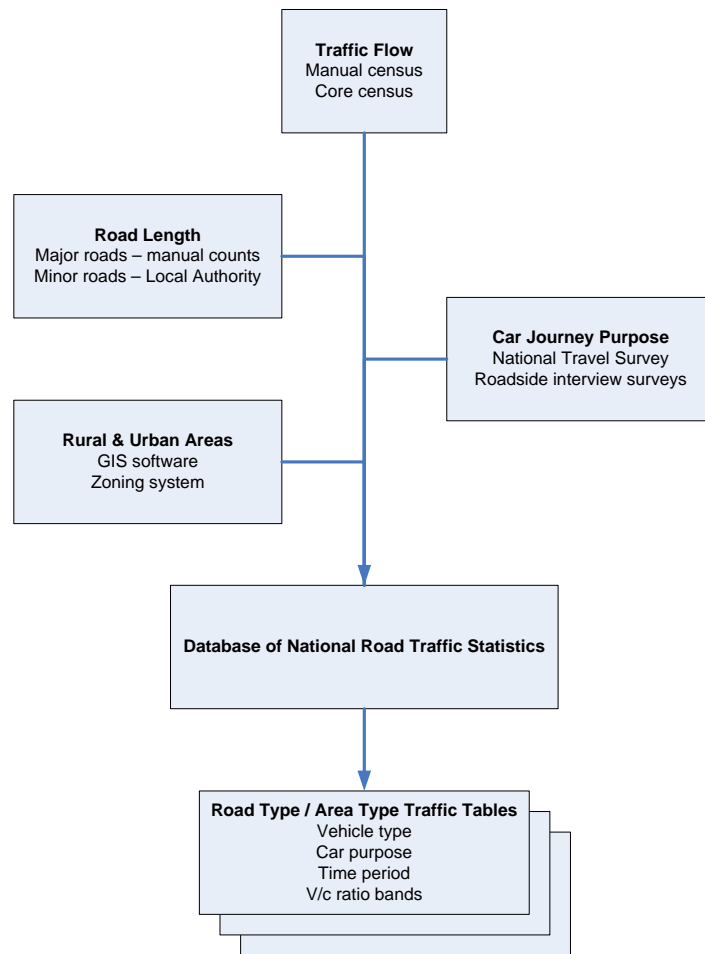 Traffic Flow
Manual census
Core census
Road Length
Major roads – manual counts
Minor roads – Local Authority
Car Journey Purpose
National Travel Survey
Roadside interview surveys
Rural & Urban Areas
GIS software
Zoning system
Database of National Road Traffic Statistics
Road Type / Area Type Traffic Tables
Vehicle type
Car purpose
Time period
V/c ratio bands